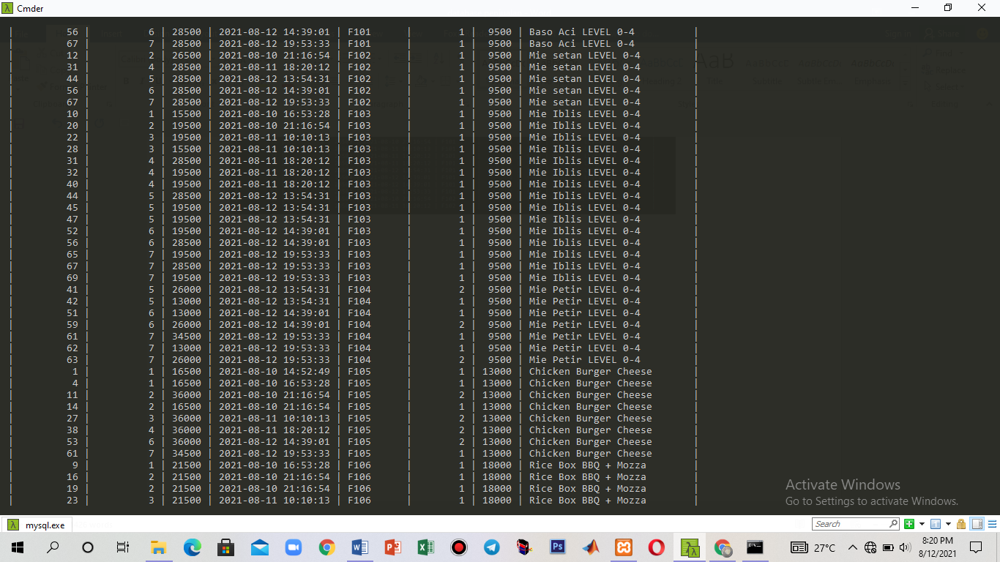 Cmder
| 56 | 6 | 28500 | 2021-08-12 14:39:01 | F101 | 1 | 9500 | Baso Aci LEVEL 0-4 |
| 67 | 7 | 28500 | 2021-08-12 19:53:33 | F101 | 1 | 9500 | Baso Aci LEVEL 0-4 |
| 12 | 2 | 26500 | 2021-08-10 21:16:54 | F102 | 1 | 9500 | Mie setan LEVEL 0-4 |
| 31 | 4 | 28500 | 2021-08-11 18:20:12 | F102 | 1 | 9500 | Mie setan LEVEL 0-4 |
| 44 | 5 | 28500 | 2021-08-12 13:54:31 | F102 | 1 | 9500 | Mie setan LEVEL 0-4 |
| 56 | 6 | 28500 | 2021-08-12 14:39:01 | F102 | 1 | 9500 | Mie setan LEVEL 0-4 |
| 67 | 7 | 28500 | 2021-08-12 19:53:33 | F102 | 1 | 9500 | Mie setan LEVEL 0-4 |
| 10 | 1 | 15500 | 2021-08-10 16:53:28 | F103 | 1 | 9500 | Mie Iblis LEVEL 0-4 |
| 20 | 2 | 19500 | 2021-08-10 21:16:54 | F103 | 1 | 9500 | Mie Iblis LEVEL 0-4 |
| 22 | 3 | 19500 | 2021-08-11 10:10:13 | F103 | 1 | 9500 | Mie Iblis LEVEL 0-4 |
| 28 | 3 | 15500 | 2021-08-11 10:10:13 | F103 | 1 | 9500 | Mie Iblis LEVEL 0-4 |
| 31 | 4 | 28500 | 2021-08-11 18:20:12 | F103 | 1 | 9500 | Mie Iblis LEVEL 0-4 |
| 32 | 4 | 19500 | 2021-08-11 18:20:12 | F103 | 1 | 9500 | Mie Iblis LEVEL 0-4 |
| 40 | 4 | 19500 | 2021-08-11 18:20:12 | F103 | 1 | 9500 | Mie Iblis LEVEL 0-4 |
| 44 | 5 | 28500 | 2021-08-12 13:54:31 | F103 | 1 | 9500 | Mie Iblis LEVEL 0-4 |
| 45 | 5 | 19500 | 2021-08-12 13:54:31 | F103 | 1 | 9500 | Mie Iblis LEVEL 0-4 |
| 47 | 5 | 19500 | 2021-08-12 13:54:31 | F103 | 1 | 9500 | Mie Iblis LEVEL 0-4 |
| 52 | 6 | 19500 | 2021-08-12 14:39:01 | F103 | 1 | 9500 | Mie Iblis LEVEL 0-4 |
| 56 | 6 | 28500 | 2021-08-12 14:39:01 | F103 | 1 | 9500 | Mie Iblis LEVEL 0-4 |
| 65 | 7 | 19500 | 2021-08-12 19:53:33 | F103 | 1 | 9500 | Mie Iblis LEVEL 0-4 |
| 67 | 7 | 28500 | 2021-08-12 19:53:33 | F103 | 1 | 9500 | Mie Iblis LEVEL 0-4 |
| 69 | 7 | 19500 | 2021-08-12 19:53:33 | F103 | 1 | 9500 | Mie Iblis LEVEL 0-4 |
| 41 | 5 | 26000 | 2021-08-12 13:54:31 | F104 | 2 | 9500 | Mie Petir LEVEL 0-4 |
| 42 | 5 | 13000 | 2021-08-12 13:54:31 | F104 | 1 | 9500 | Mie Petir LEVEL 0-4 |
| 51 | 6 | 13000 | 2021-08-12 14:39:01 | F104 | 1 | 9500 | Mie Petir LEVEL 0-4 |
| 59 | 6 | 26000 | 2021-08-12 14:39:01 | F104 | 2 | 9500 | Mie Petir LEVEL 0-4 |
| 61 | 7 | 34500 | 2021-08-12 19:53:33 | F104 | 1 | 9500 | Mie Petir LEVEL 0-4 |
| 62 | 7 | 13000 | 2021-08-12 19:53:33 | F104 | 1 | 9500 | Mie Petir LEVEL 0-4 |
| 63 | 7 | 26000 | 2021-08-12 19:53:33 | F104 | 2 | 9500 | Mie Petir LEVEL 0-4 |
| 1 | 1 | 16500 | 2021-08-10 14:52:49 | F105 | 1 | 13000 | Chicken Burger Cheese |
| 4 | 1 | 16500 | 2021-08-10 16:53:28 | F105 | 1 | 13000 | Chicken Burger Cheese |
| 11 | 2 | 36000 | 2021-08-10 21:16:54 | F105 | 2 | 13000 | Chicken Burger Cheese |
| 14 | 2 | 16500 | 2021-08-10 21:16:54 | F105 | 1 | 13000 | Chicken Burger Cheese |
| 27 | 3 | 36000 | 2021-08-11 10:10:13 | F105 | 2 | 13000 | Chicken Burger Cheese |
| 38 | 4 | 36000 | 2021-08-11 18:20:12 | F105 | 2 | 13000 | Chicken Burger Cheese |
| 53 | 6 | 36000 | 2021-08-12 14:39:01 | F105 | 2 | 13000 | Chicken Burger Cheese |
| 61 | 7 | 34500 | 2021-08-12 19:53:33 | F105 | 1 | 13000 | Chicken Burger Cheese |
| 9 | 1 | 21500 | 2021-08-10 16:53:28 | F106 | 1 | 18000 | Rice Box BBQ + Mozza |
| 16 | 2 | 21500 | 2021-08-10 21:16:54 | F106 | 1 | 18000 | Rice Box BBQ + Mozza |
| 19 | 2 | 21500 | 2021-08-10 21:16:54 | F106 | 1 | 18000 | Rice Box BBQ + Mozza |
| 23 | 3 | 21500 | 2021-08-11 10:10:13 | F106 | 1 | 18000 | Rice Box BBQ + Mozza |
Activate Windows
Go to Settings to activate Windows.
mysql.exe
Search
27°C
8:20 PM
8/12/2021